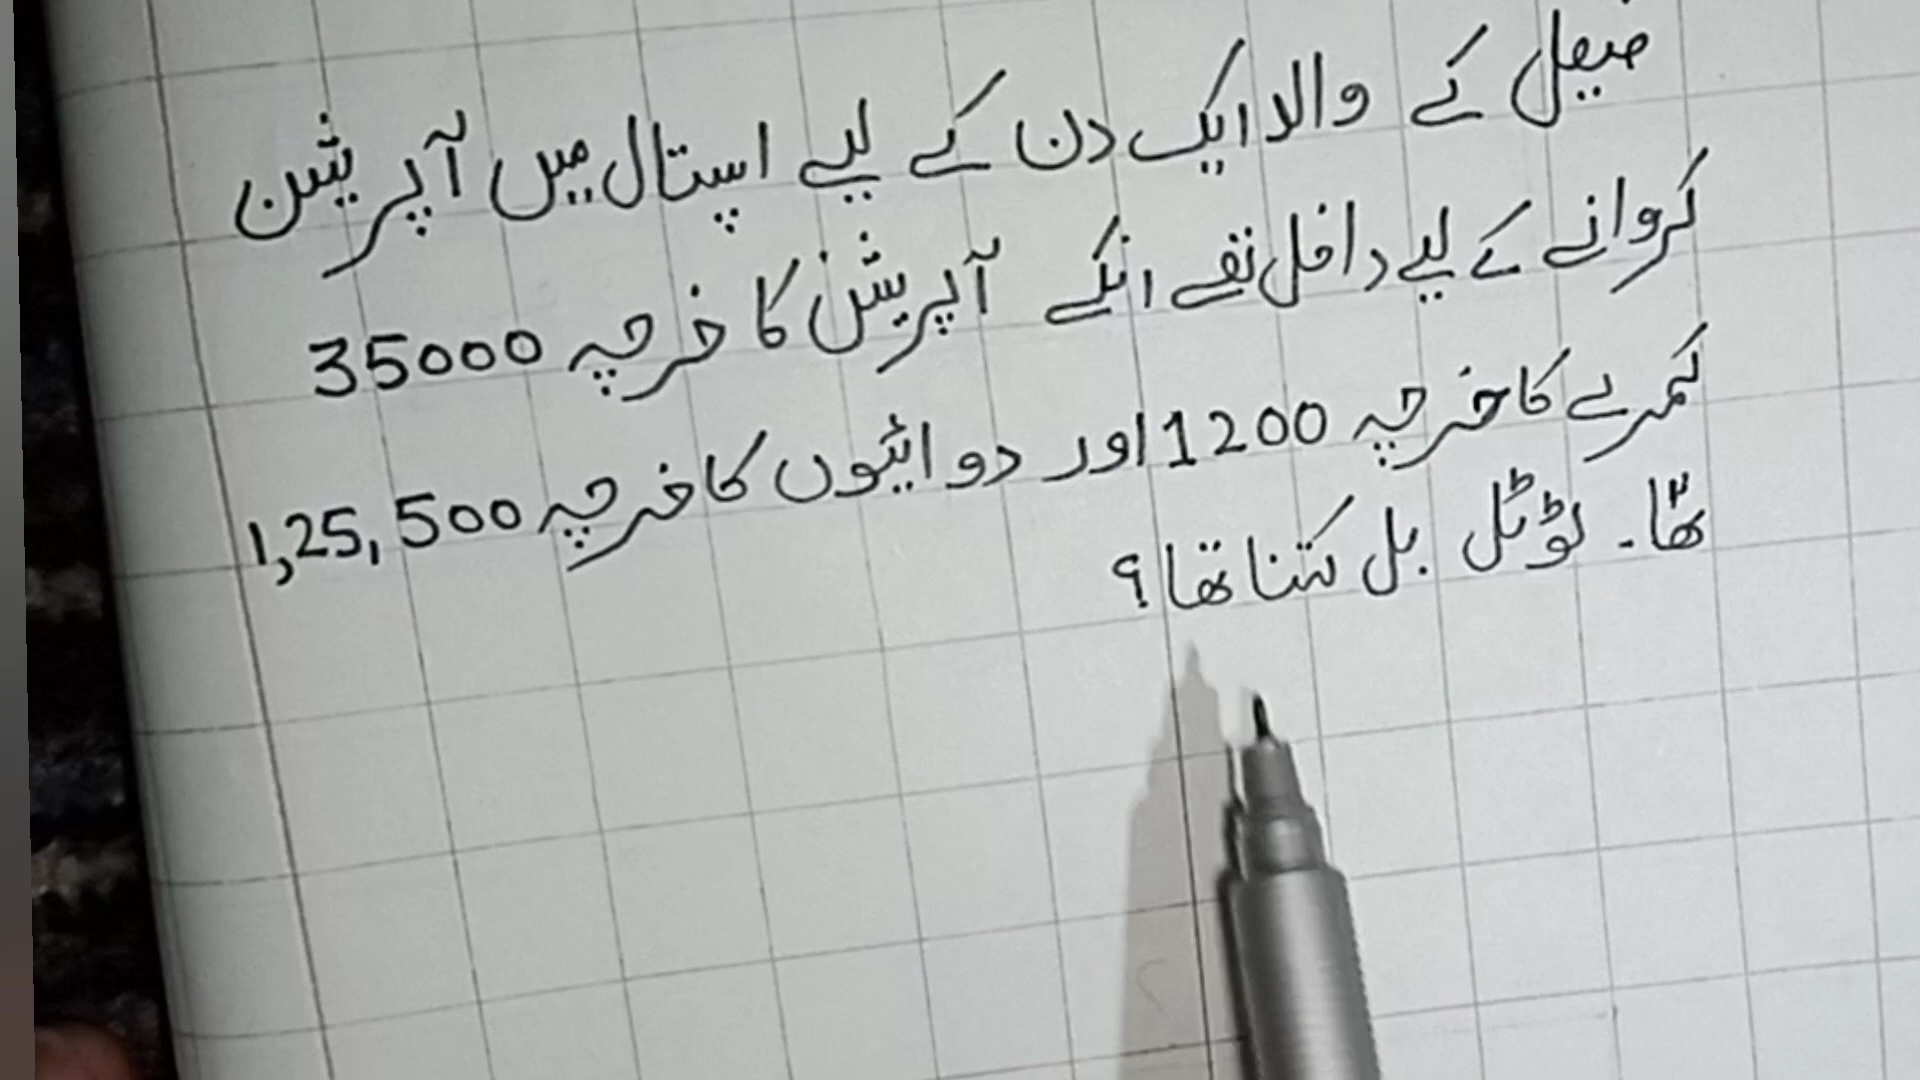 فیصل کے والد ایک دن کے لیے اسپتال میں آپریشن
کروانے کے لیے داخل تھے انکے آپریشن کا خرچہ 35000
کمرے کا خرچہ 1200 اور دوائیوں کا خرچہ 1,25,500
تھا۔ ٹوٹل بل کتنا تھا؟